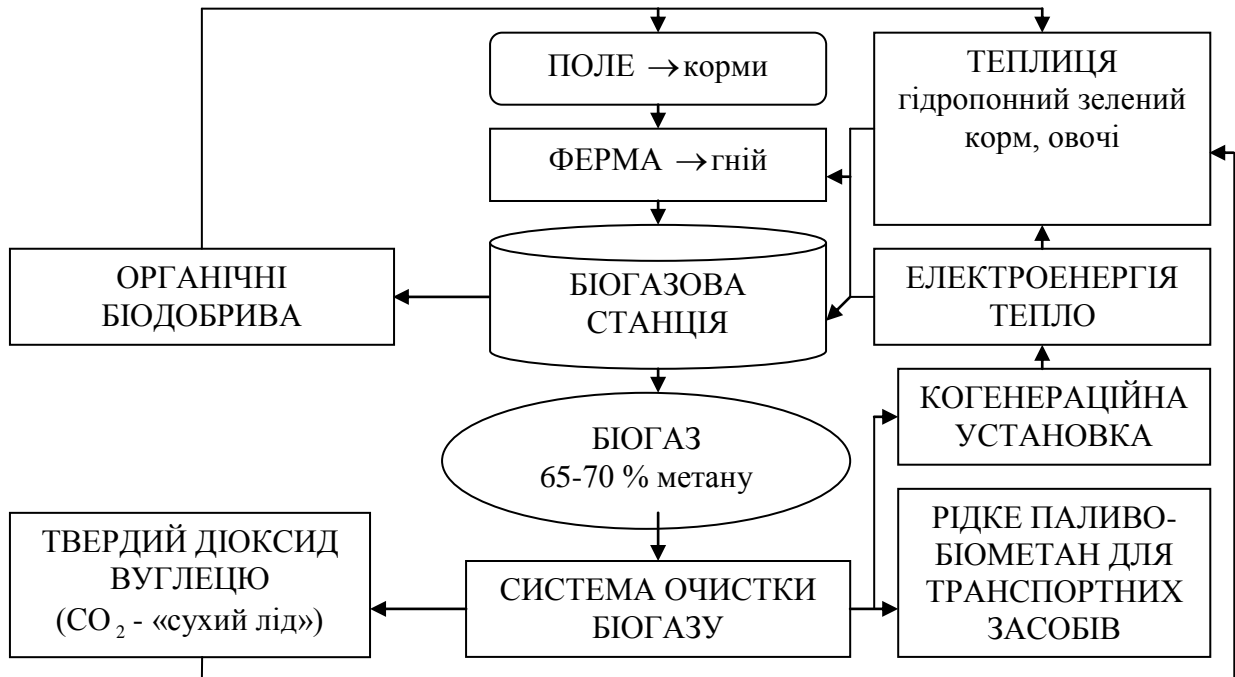 ПОЛЕ → корми
ТЕПЛИЦЯ
гідропонний зелений
корм, овочі
ФЕРМА → гній
ОРГАНІЧНІ
БІОДОБРИВА
БІОГАЗОВА
СТАНЦІЯ
ЕЛЕКТРОЕНЕРГІЯ
ТЕПЛО
КОГЕНЕРАЦІЙНА
УСТАНОВКА
БІОГАЗ
65-70 % метану
ТВЕРДИЙ ДІОКСИД
ВУГЛЕЦЮ
(CO₂ - «сухий лід»)
СИСТЕМА ОЧИСТКИ
БІОГАЗУ
РІДКЕ ПАЛИВО-
БІОМЕТАН ДЛЯ
ТРАНСПОРТНИХ
ЗАСОБІВ